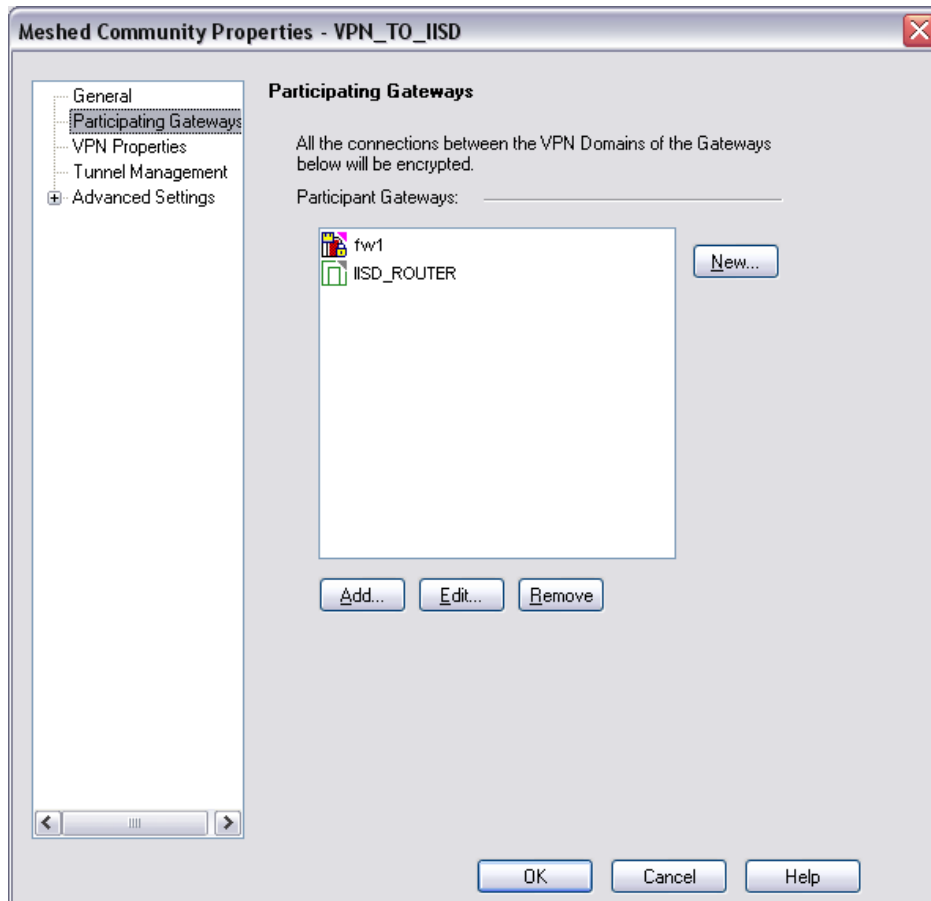 Meshed Community Properties - VPN_TO_IISD
General
Participating Gateways
VPN Properties
Tunnel Management
Advanced Settings
Participating Gateways
All the connections between the VPN Domains of the Gateways
below will be encrypted.
Participant Gateways:
fw1
IISD_ROUTER
New...
Add...
Edit...
Remove
OK
Cancel
Help